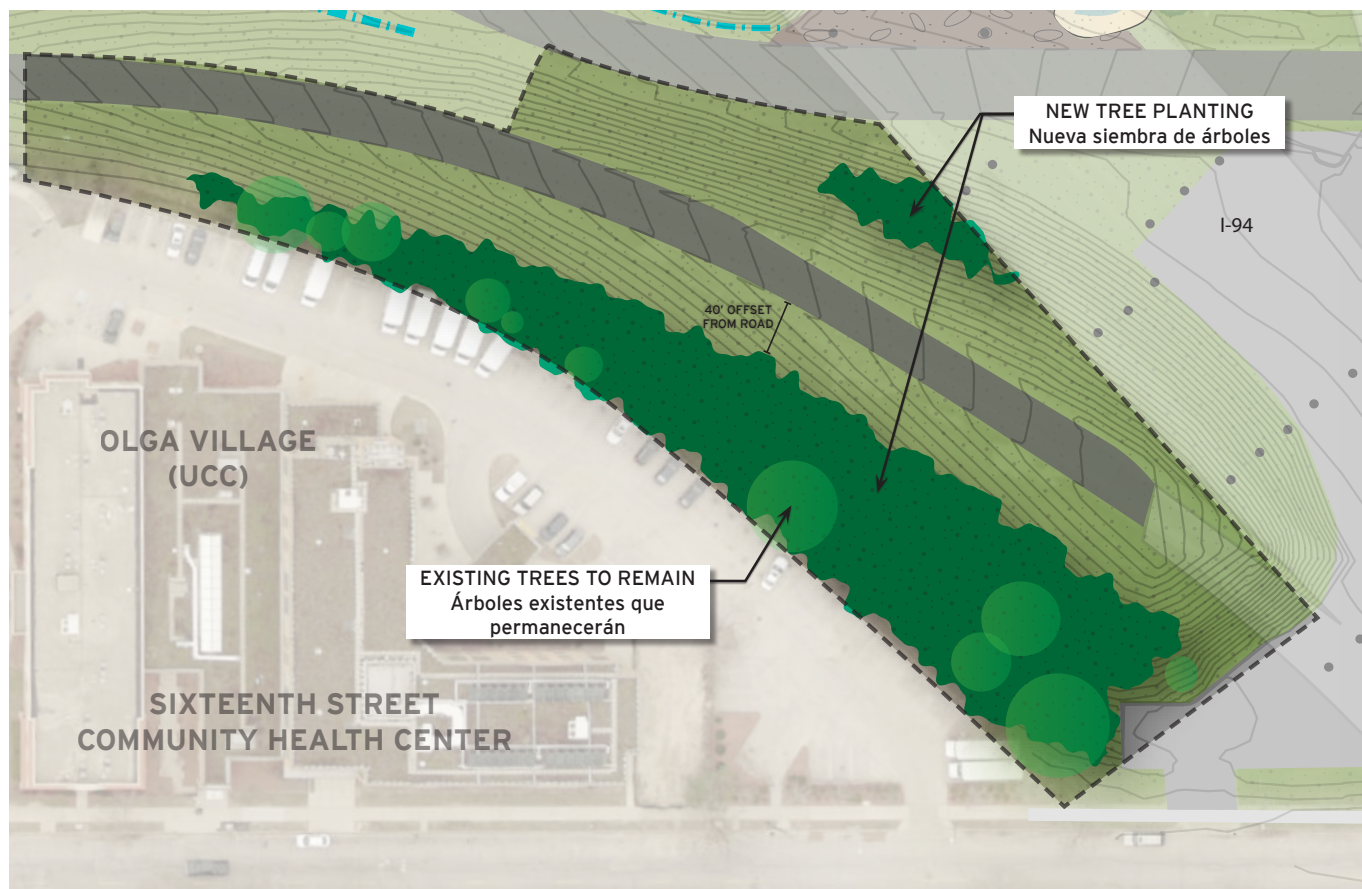 NEW TREE PLANTING
Nueva siembra de árboles
I-94
40' OFFSET
FROM ROAD
OLGA VILLAGE
(UCC)
EXISTING TREES TO REMAIN
Árboles existentes que
permanecerán
SIXTEENTH STREET
COMMUNITY HEALTH CENTER